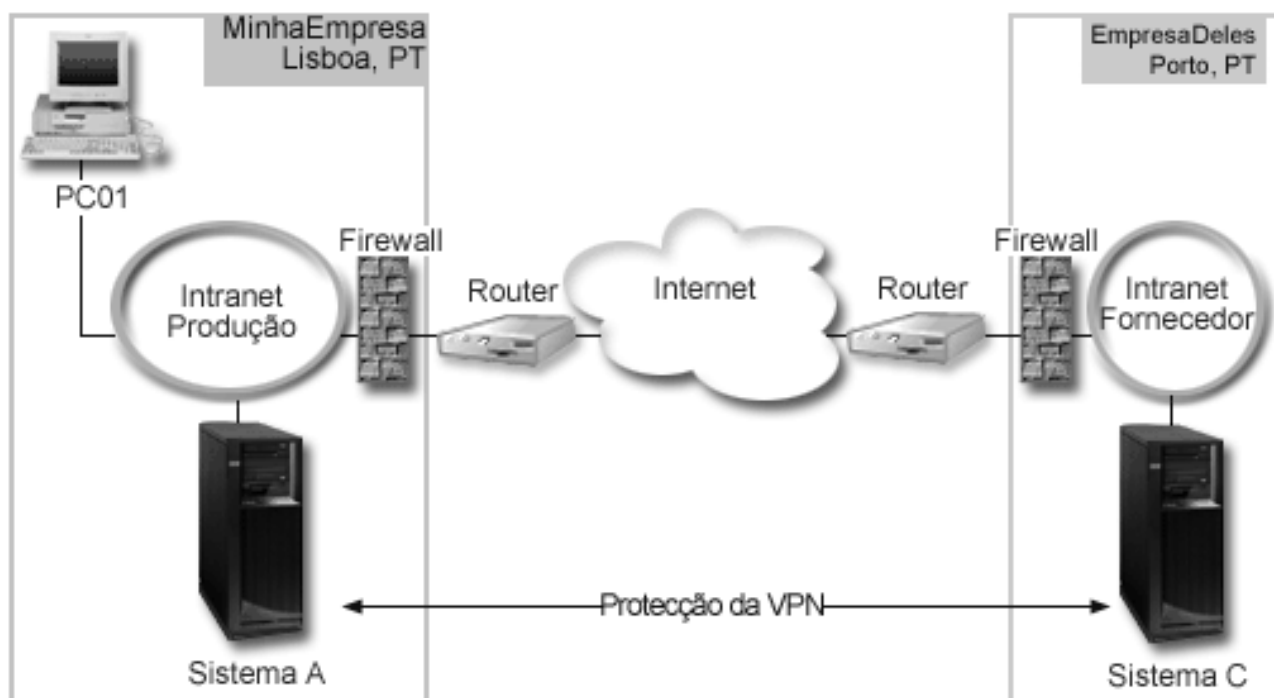 MinhaEmpresa
Lisboa, PT
EmpresaDeles
Porto, PT
PC01
Firewall
Router
Internet
Router
Firewall
Intranet
Produção
Intranet
Fornecedor
Protecção da VPN
Sistema A
Sistema C